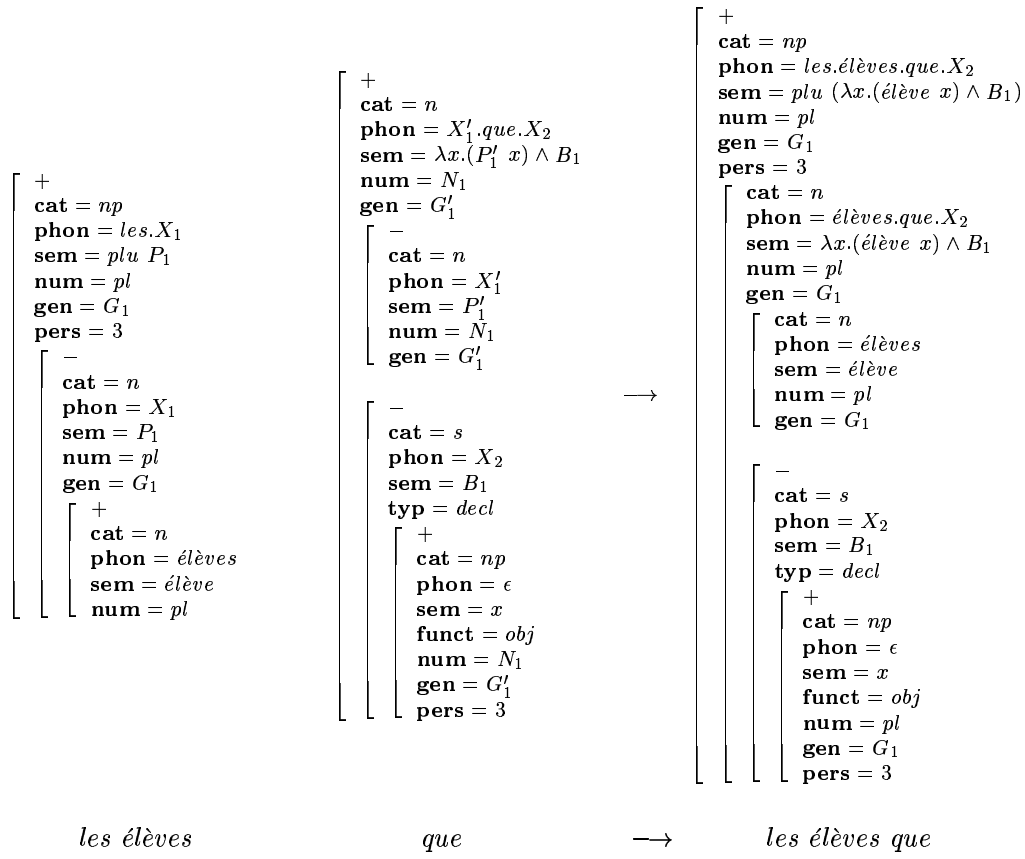 +
cat = np
phon = les.X₁
sem = plu P₁
num = pl
gen = G₁
pers = 3
−
cat = n
phon = X₁
sem = P₁
num = pl
gen = G₁
+
cat = n
phon = élèves
sem = élève
num = pl
+
cat = n
phon = X′₁.que.X₂
sem = λx.(P′₁ x) ∧ B₁
num = N₁
gen = G′₁
−
cat = n
phon = X′₁
sem = P′₁
num = N₁
gen = G′₁
−
cat = s
phon = X₂
sem = B₁
typ = decl
+
cat = np
phon = ϵ
sem = x
funct = obj
num = N₁
gen = G′₁
pers = 3
⟶
+
cat = np
phon = les.élèves.que.X₂
sem = plu (λx.(élève x) ∧ B₁)
num = pl
gen = G₁
pers = 3
cat = n
phon = élèves.que.X₂
sem = λx.(élève x) ∧ B₁
num = pl
gen = G₁
cat = n
phon = élèves
sem = élève
num = pl
gen = G₁
−
cat = s
phon = X₂
sem = B₁
typ = decl
+
cat = np
phon = ϵ
sem = x
funct = obj
num = pl
gen = G₁
pers = 3
les élèves que ⟶ les élèves que